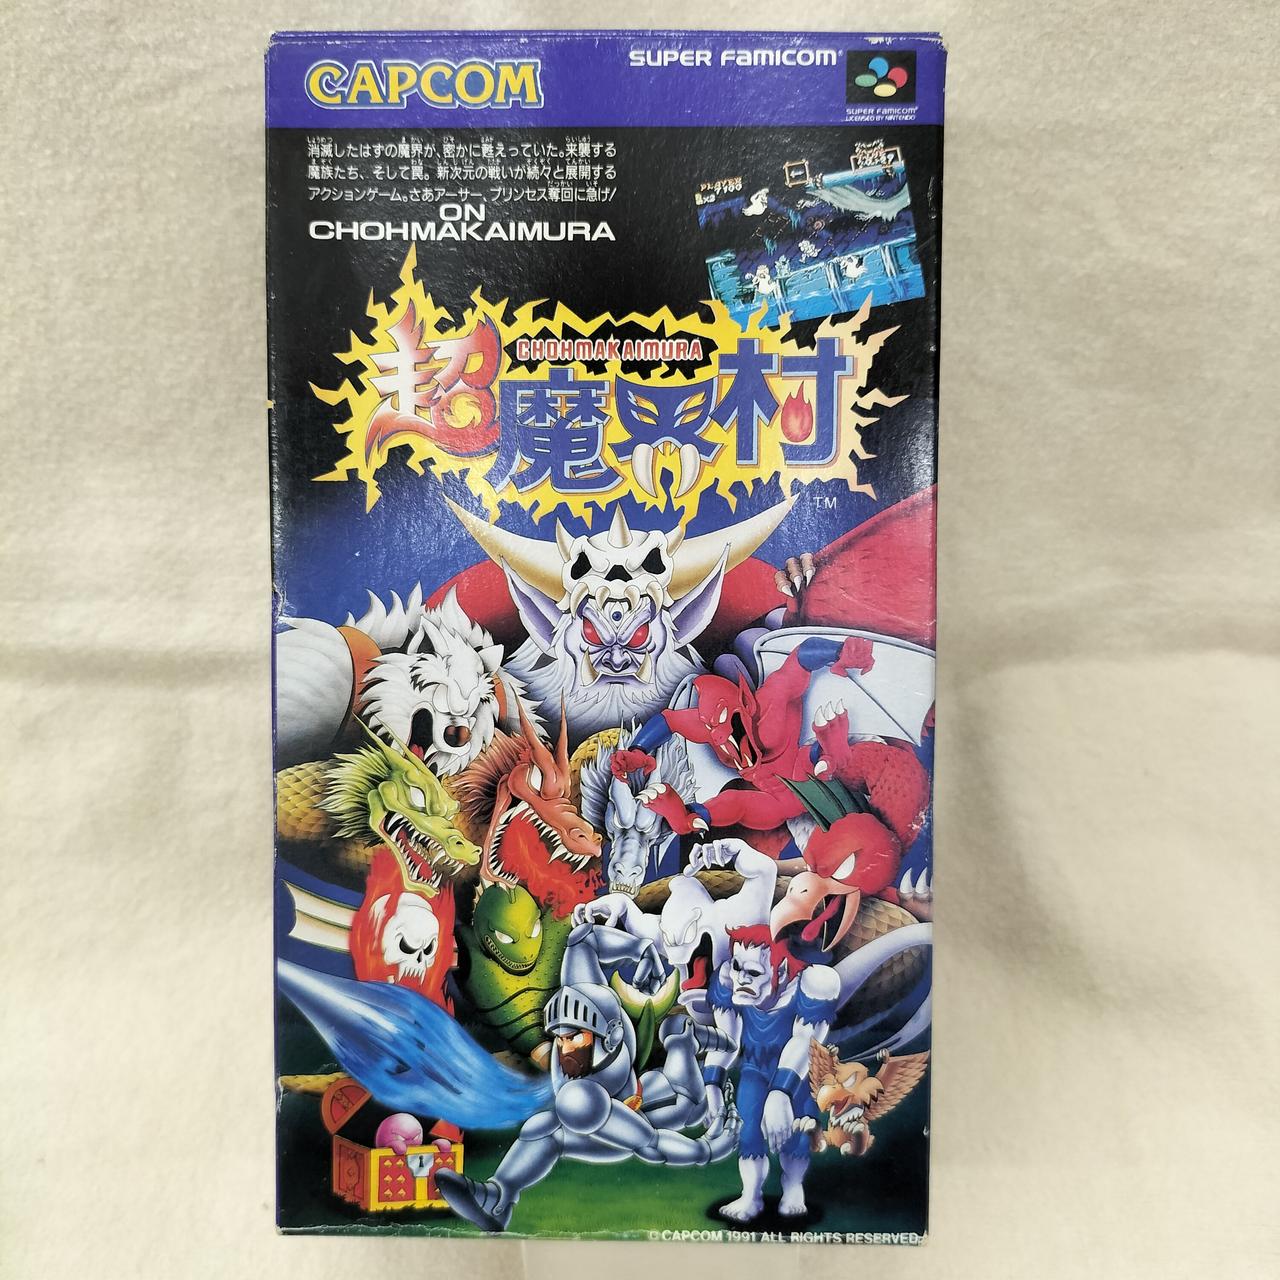 CAPCOM
SUPER FAMICOM
SUPER FAMICOM
LICENSED BY NINTENDO
消滅したはずの魔界が、密かに甦えっていた。来襲する
魔族たち、そして罠。新次元の戦いが続々と展開する
アクションゲーム。さあアーサー、プリンセス奪回に急げ!
ON
CHOHMAKAIMURA
PLAYER
CHOHMAKAIMURA
超魔界村
TM
© CAPCOM 1991 ALL RIGHTS RESERVED.